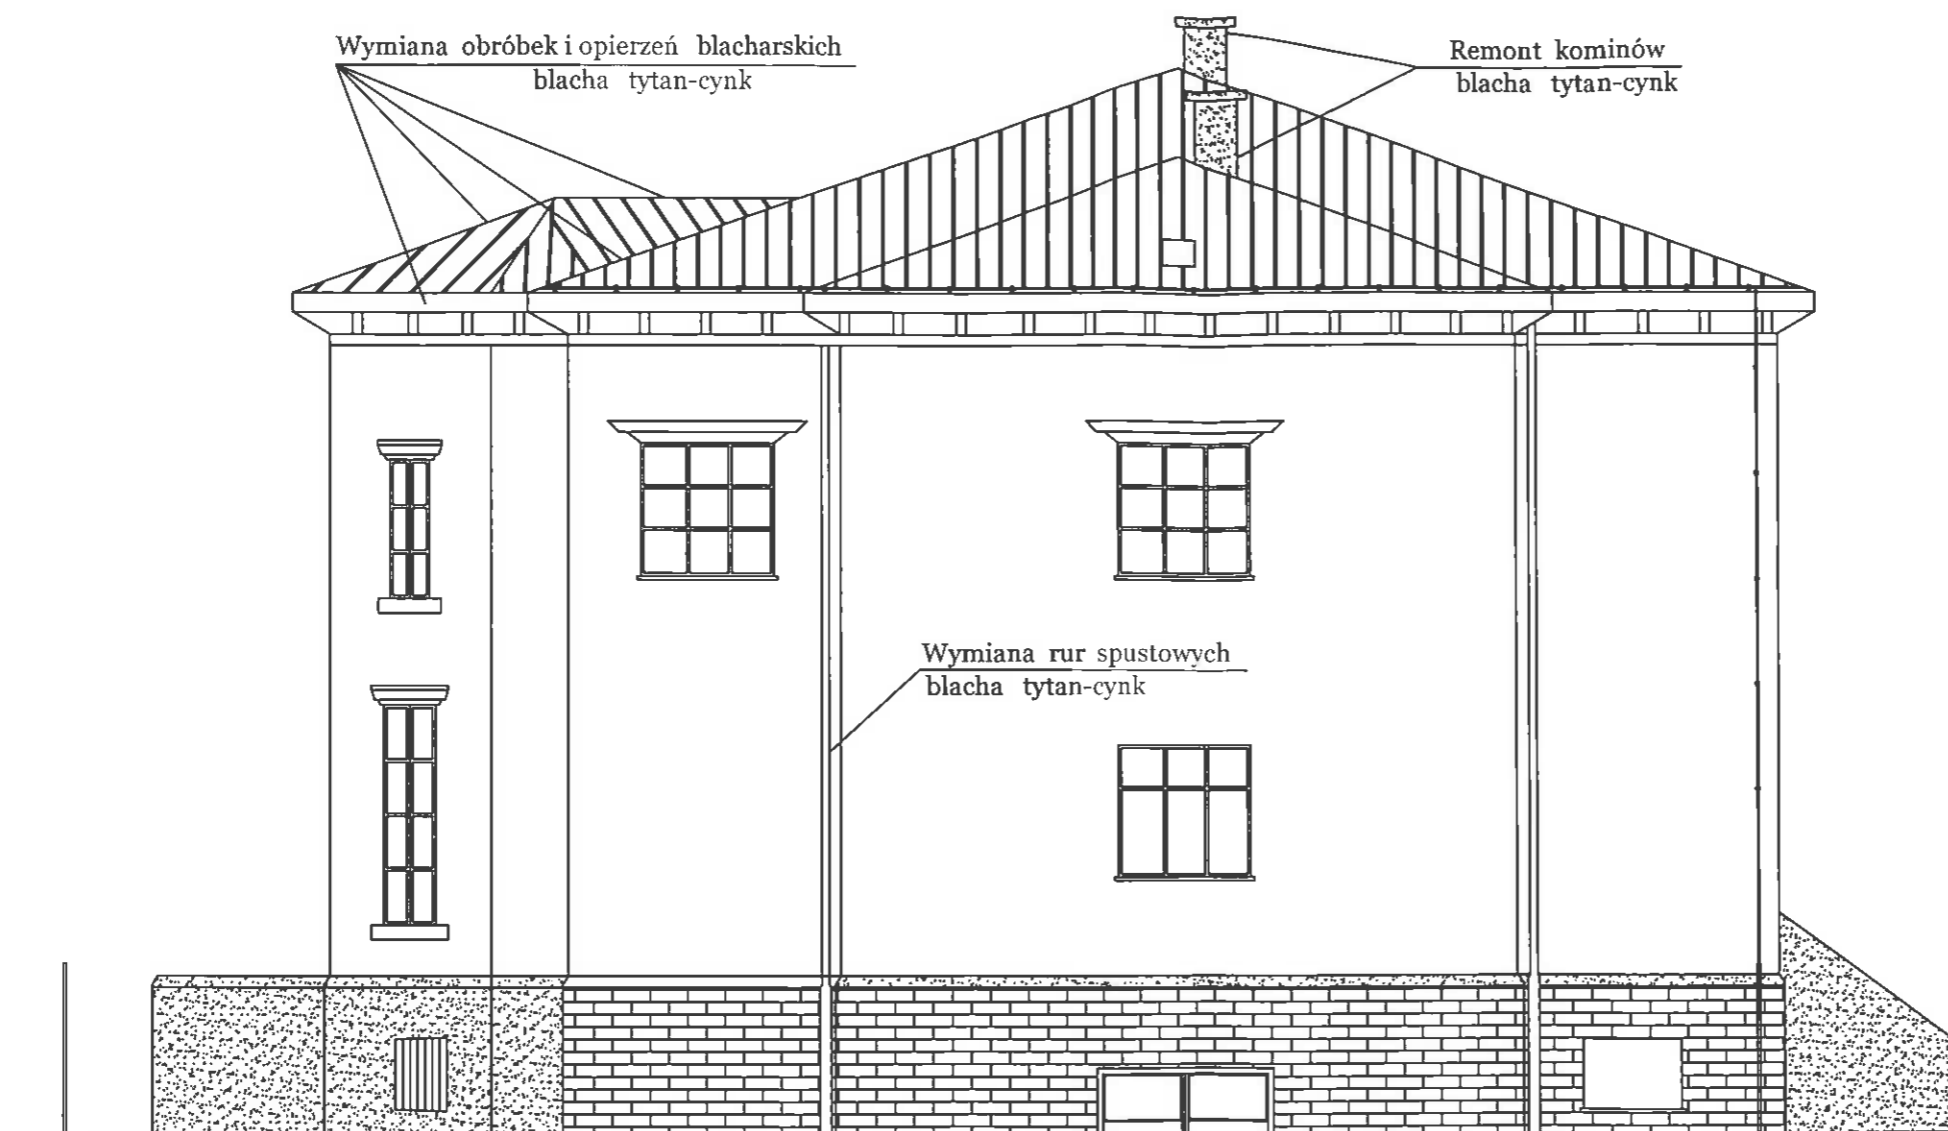 Wymiana obróbek i opierzeń blacharskich
blacha tytan-cynk
Remont kominów
blacha tytan-cynk
Wymiana rur spustowych
blacha tytan-cynk